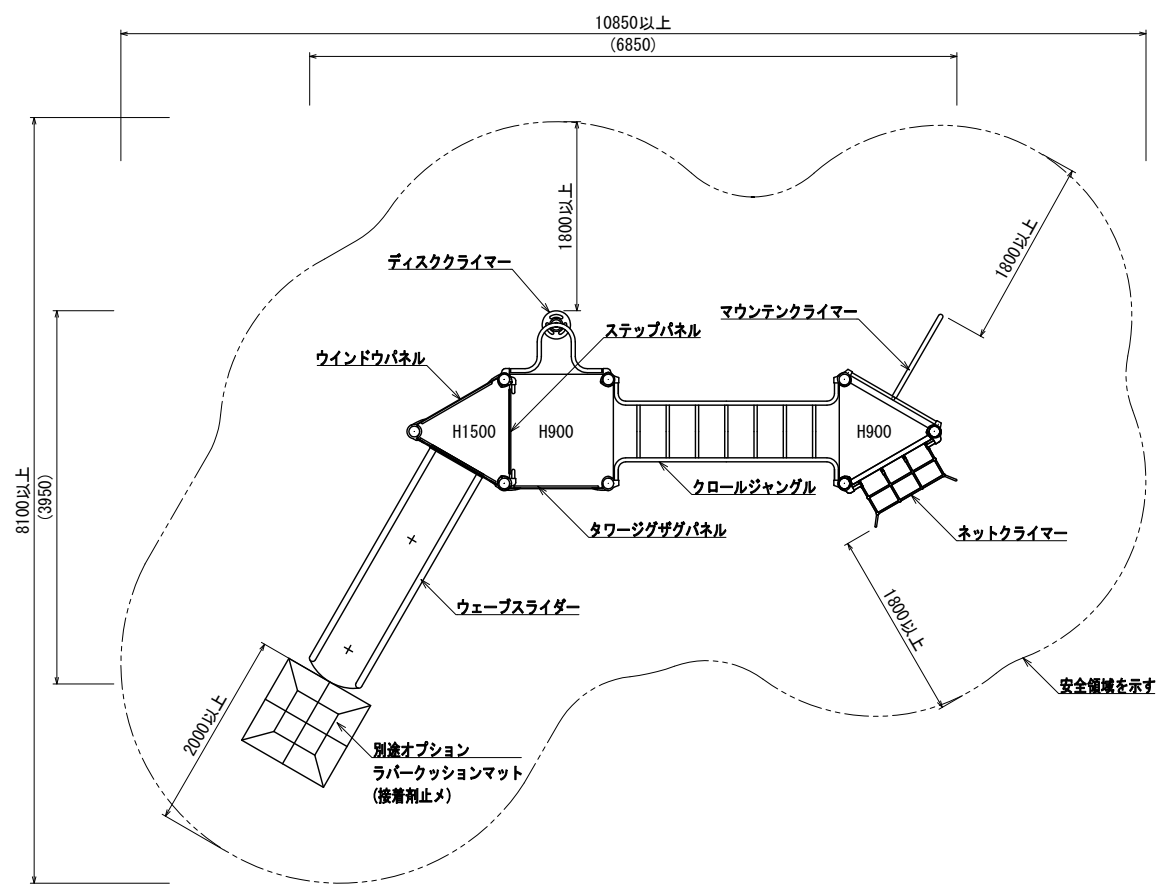 10850以上
(6850)
1800以上
1800以上
ディスククライマー
マウンテンクライマー
ステップパネル
ウインドウパネル
H1500
H900
H900
8100以上
(3950)
クロールジャングル
タワージグザグパネル
ネットクライマー
ウェーブスライダー
1800以上
安全領域を示す
2000以上
別途オプション
ラバークッションマット
(接着剤止メ)